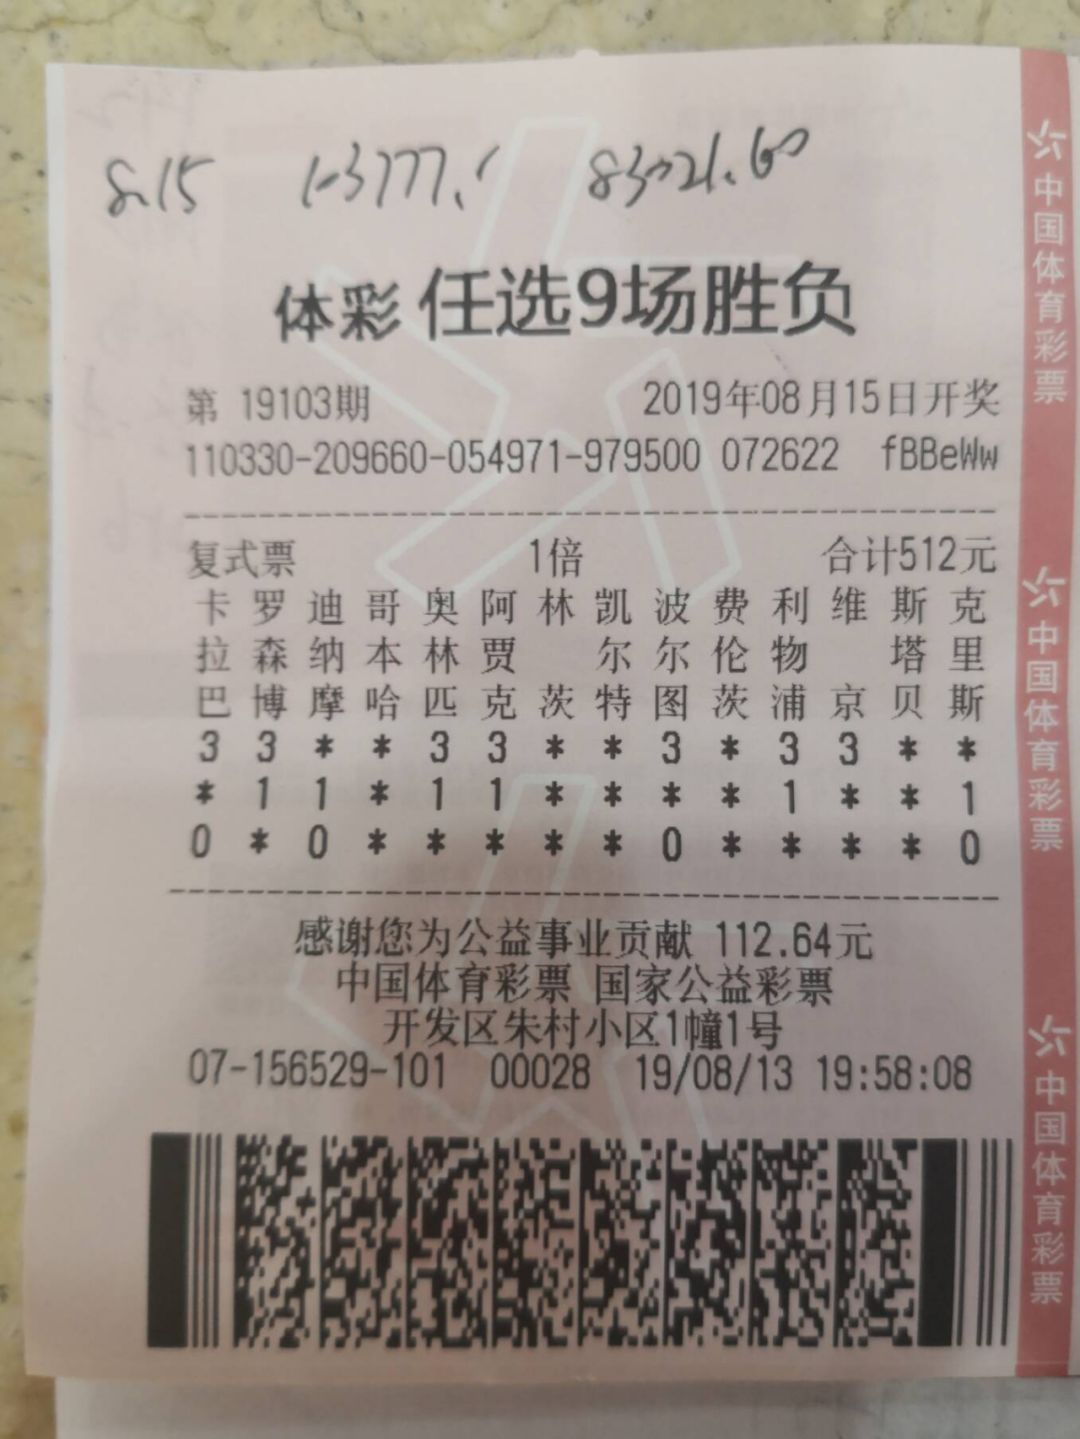 8.15 103777.1 83021.60
体彩 任选9场胜负
第 19103期 2019年08月15日开奖
110330-209660-054971-979500 072622 fBBeWw
复式票 1倍 合计512元
卡 罗 迪 哥 奥 阿 林 凯 波 费 利 维 斯 克
拉 森 纳 本 林 贾 尔 尔 伦 物 塔 里
巴 博 摩 哈 匹 克 茨 特 图 茨 浦 京 贝 斯
3 3 * * 3 3 * * 3 * 3 3 * *
* 1 1 * 1 1 * * * * 1 * * 1
0 * 0 * * * * * 0 * * * * 0
感谢您为公益事业贡献 112.64元
中国体育彩票 国家公益彩票
开发区朱村小区1幢1号
07-156529-101 00028 19/08/13 19:58:08
中国体育彩票
中国体育彩票
中国体育彩票